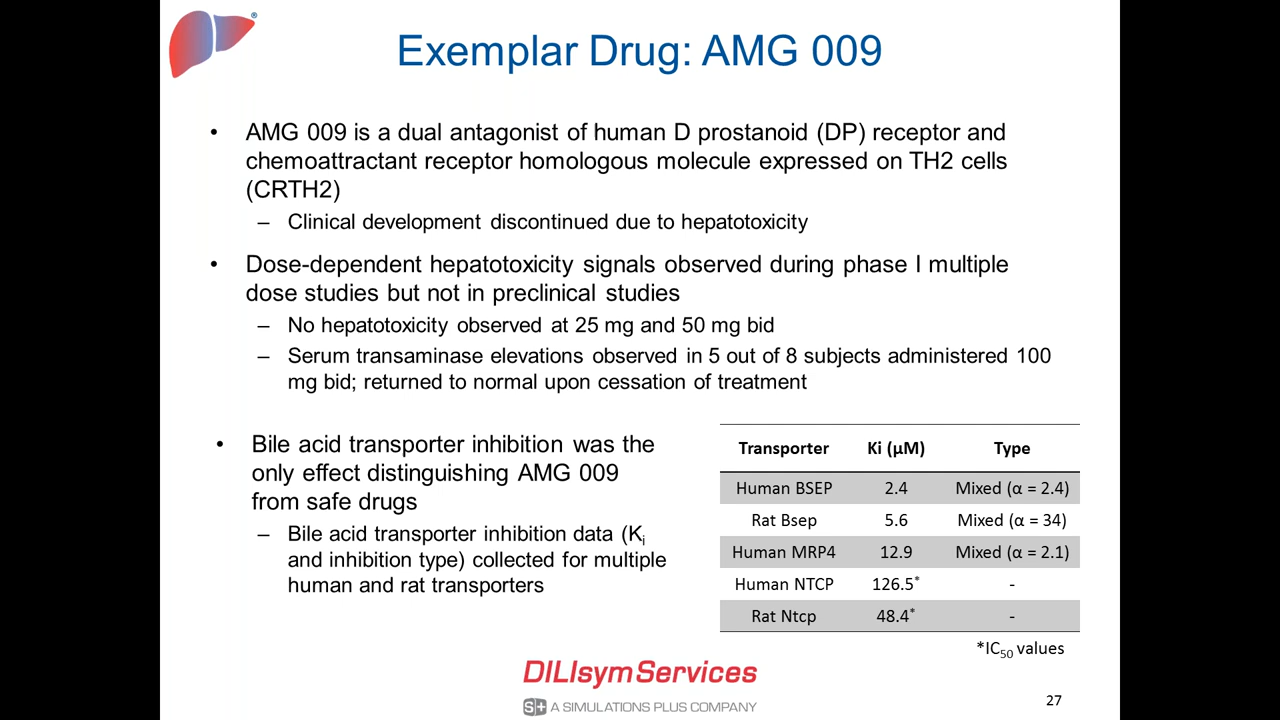 Exemplar Drug: AMG 009
• AMG 009 is a dual antagonist of human D prostanoid (DP) receptor and
chemoattractant receptor homologous molecule expressed on TH2 cells
(CRTH2)
– Clinical development discontinued due to hepatotoxicity
• Dose-dependent hepatotoxicity signals observed during phase I multiple
dose studies but not in preclinical studies
– No hepatotoxicity observed at 25 mg and 50 mg bid
– Serum transaminase elevations observed in 5 out of 8 subjects administered 100
mg bid; returned to normal upon cessation of treatment
• Bile acid transporter inhibition was the
only effect distinguishing AMG 009
from safe drugs
– Bile acid transporter inhibition data (Ki
and inhibition type) collected for multiple
human and rat transporters
Transporter Ki (µM) Type
Human BSEP 2.4 Mixed (α = 2.4)
Rat Bsep 5.6 Mixed (α = 34)
Human MRP4 12.9 Mixed (α = 2.1)
Human NTCP 126.5* -
Rat Ntcp 48.4* -
*IC50 values
DILIsym Services
S+ A SIMULATIONS PLUS COMPANY
27